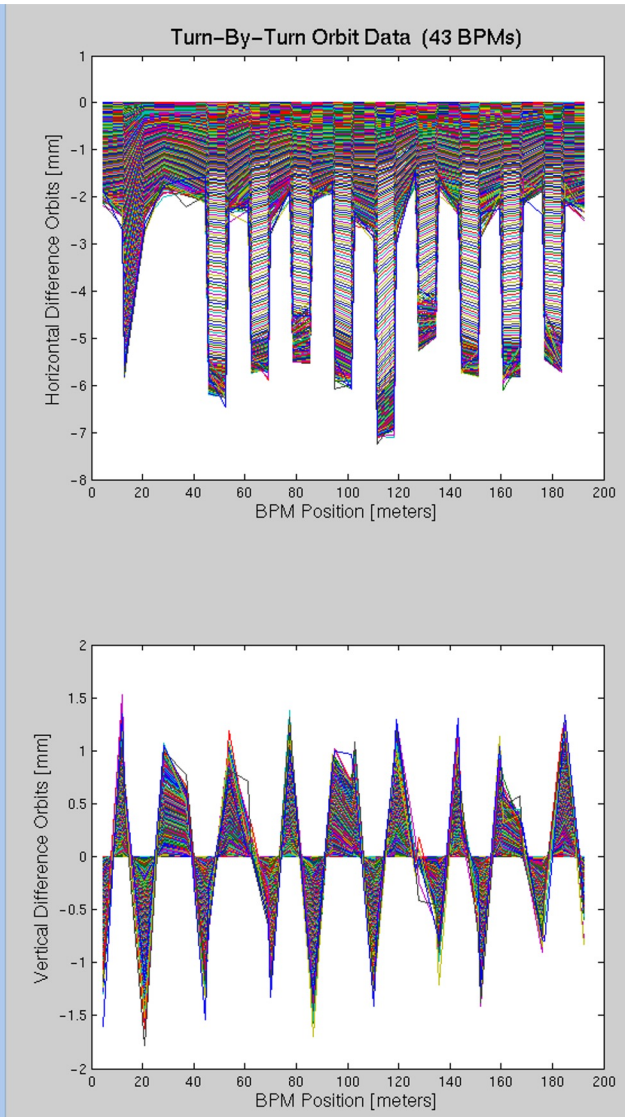 Turn-By-Turn Orbit Data (43 BPMs)
1
0
-1
-2
-3
-4
-5
-6
-7
-8
Horizontal Difference Orbits [mm]
0 20 40 60 80 100 120 140 160 180 200
BPM Position [meters]
2
1.5
1
0.5
0
-0.5
-1
-1.5
-2
Vertical Difference Orbits [mm]
0 20 40 60 80 100 120 140 160 180 200
BPM Position [meters]